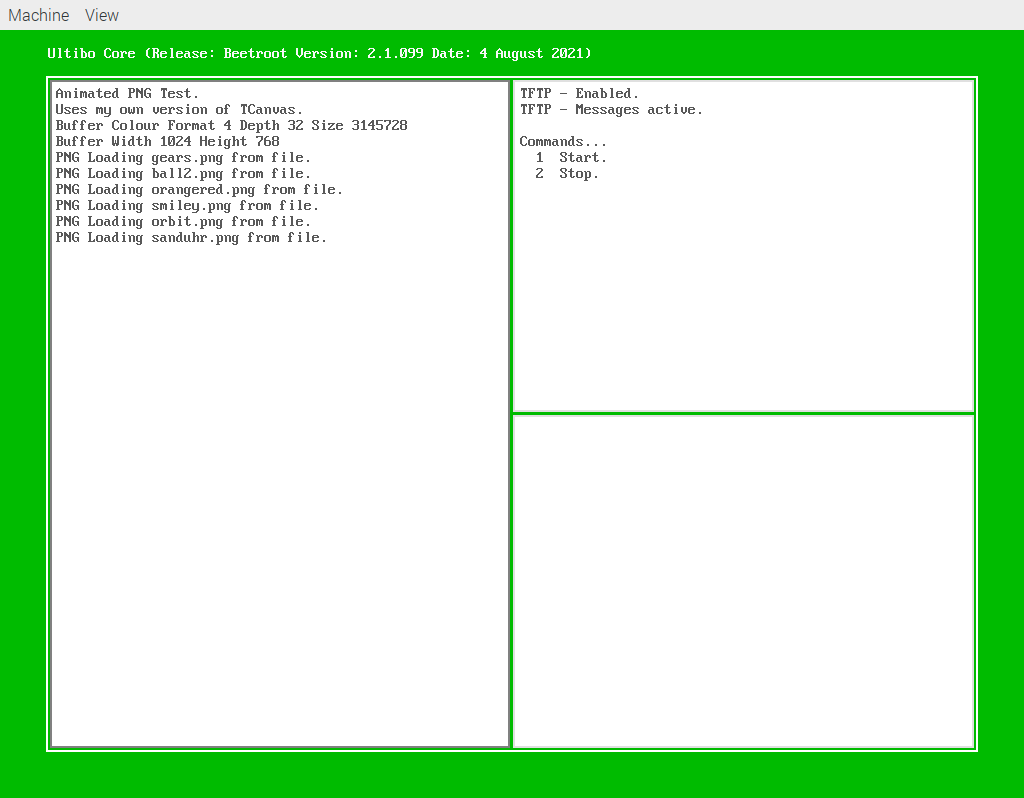 Machine View
Ultibo Core (Release: Beetroot Version: 2.1.099 Date: 4 August 2021)
Animated PNG Test.
Uses my own version of TCanvas.
Buffer Colour Format 4 Depth 32 Size 3145728
Buffer Width 1024 Height 768
PNG Loading gears.png from file.
PNG Loading ball2.png from file.
PNG Loading orangered.png from file.
PNG Loading smiley.png from file.
PNG Loading orbit.png from file.
PNG Loading sanduhr.png from file.
TFTP - Enabled.
TFTP - Messages active.
Commands...
1 Start.
2 Stop.